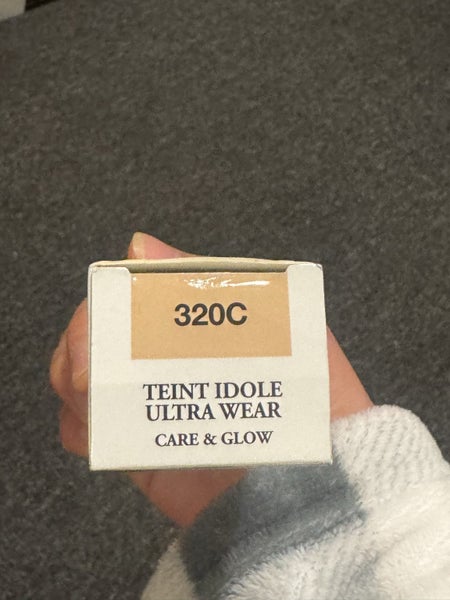 320C
TEINT IDOLE
ULTRA WEAR
CARE & GLOW